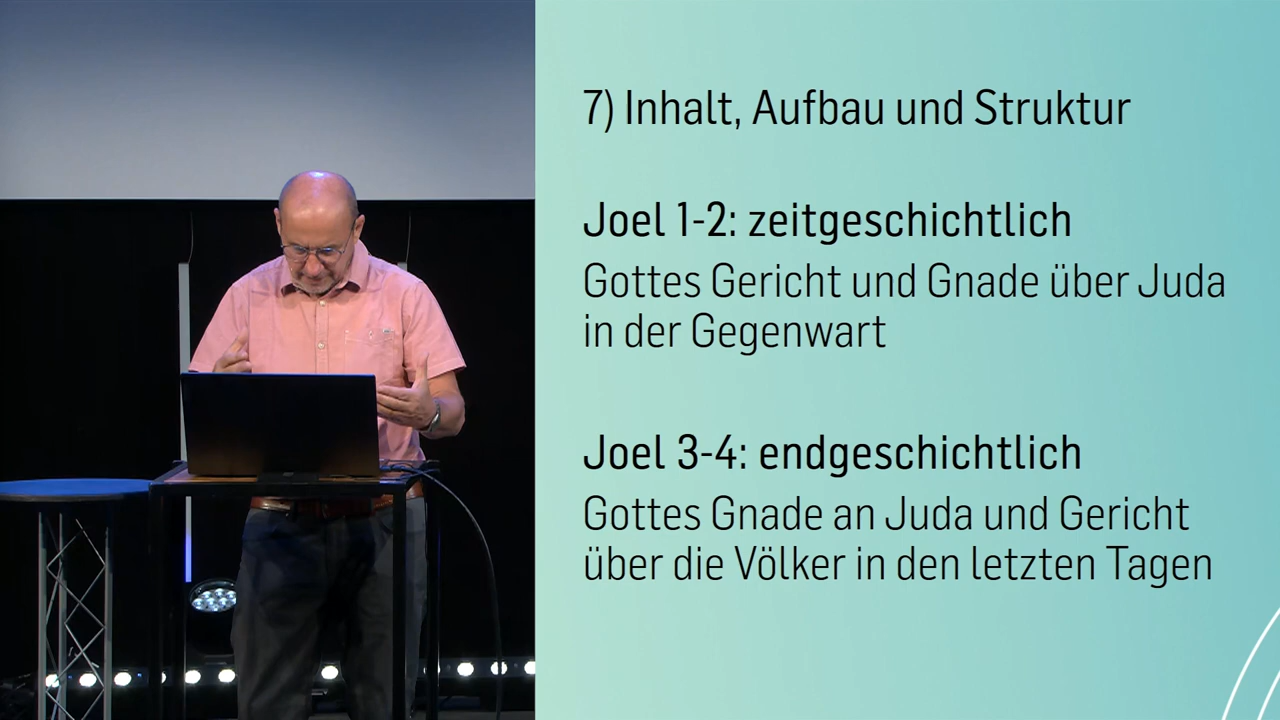 7) Inhalt, Aufbau und Struktur
Joel 1-2: zeitgeschichtlich
Gottes Gericht und Gnade über Juda
in der Gegenwart
Joel 3-4: endgeschichtlich
Gottes Gnade an Juda und Gericht
über die Völker in den letzten Tagen